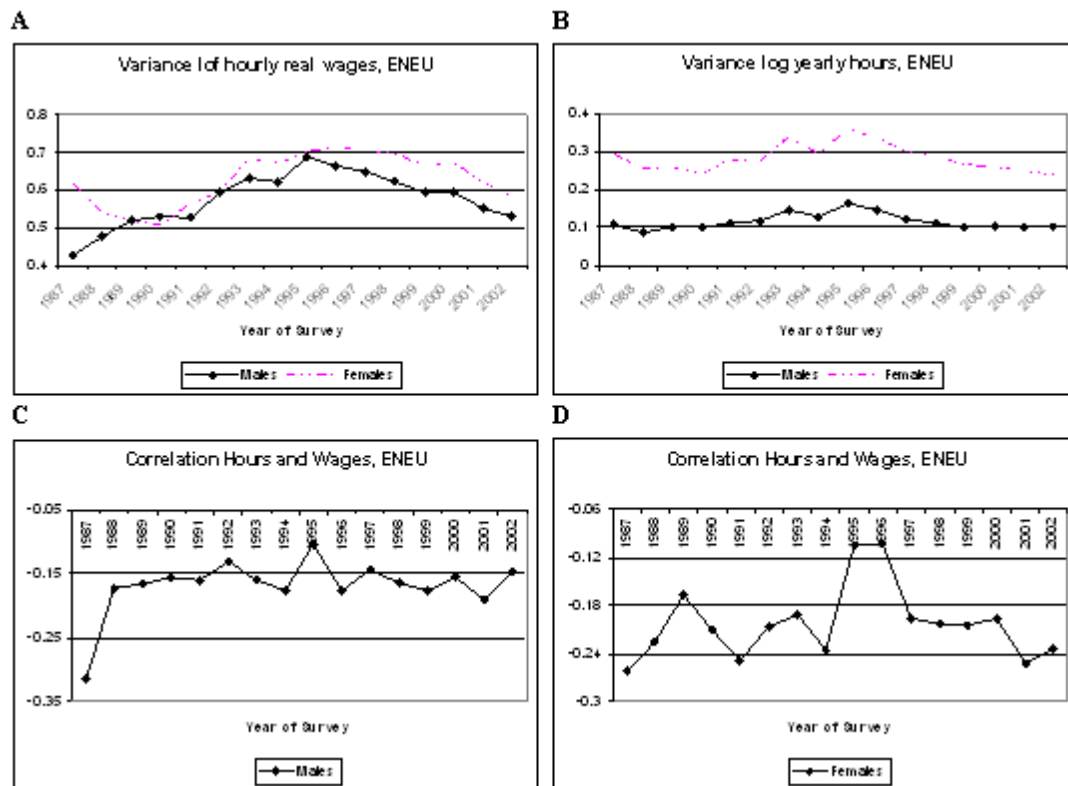 A
Variance lof hourly real wages, ENEU
0.8
0.7
0.6
0.5
0.4
1987 1988 1989 1990 1991 1992 1993 1994 1995 1996 1997 1998 1999 2000 2001 2002
Year of Survey
Males Females
B
Variance log yearly hours, ENEU
0.4
0.3
0.2
0.1
0
1987 1988 1989 1990 1991 1992 1993 1994 1995 1996 1997 1998 1999 2000 2001 2002
Year of Survey
Males Females
C
Correlation Hours and Wages, ENEU
-0.05
-0.15
-0.25
-0.35
1987 1988 1989 1990 1991 1992 1993 1994 1995 1996 1997 1998 1999 2000 2001 2002
Year of Survey
Males
D
Correlation Hours and Wages, ENEU
-0.06
-0.12
-0.18
-0.24
-0.3
1987 1988 1989 1990 1991 1992 1993 1994 1995 1996 1997 1998 1999 2000 2001 2002
Year of Survey
Females